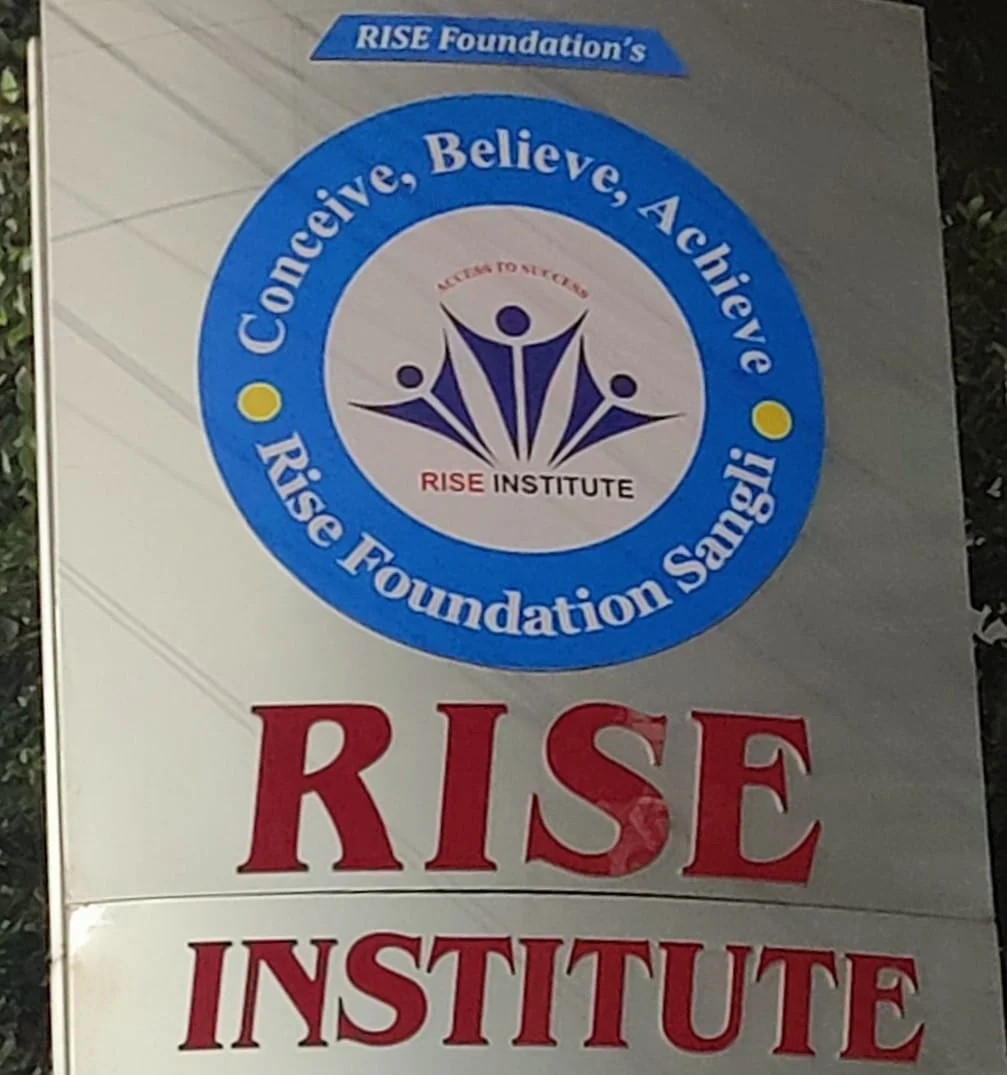 RISE Foundation's
Conceive, Believe, Achieve
ACCESS TO SUCCESS
RISE INSTITUTE
Rise Foundation Sangli
RISE
INSTITUTE